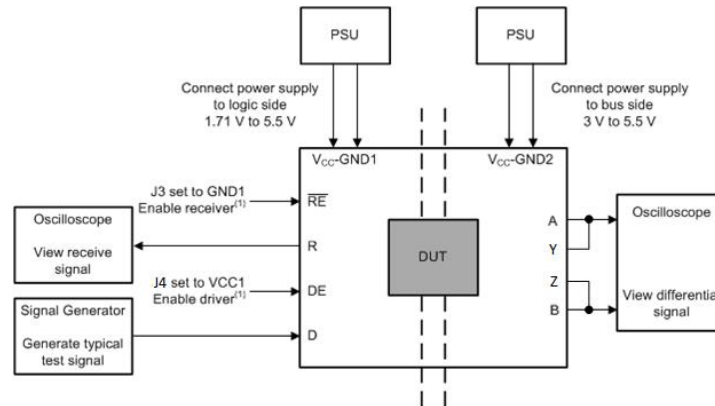 PSU
PSU
Connect power supply
to logic side
1.71 V to 5.5 V
Connect power supply
to bus side
3 V to 5.5 V
VCC-GND1
VCC-GND2
J3 set to GND1
Enable receiver(1)
RE
Oscilloscope
View receive
signal
R
J4 set to VCC1
Enable driver(1)
DE
Signal Generator
Generate typical
test signal
D
DUT
A
Y
Z
B
Oscilloscope
View differential
signal